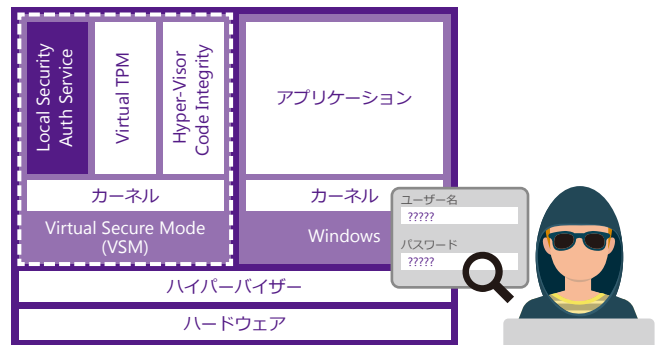 Local Security
Auth Service
Virtual TPM
Hyper-Visor
Code Integrity
カーネル
Virtual Secure Mode
(VSM)
アプリケーション
カーネル
Windows
ユーザー名
?????
パスワード
?????
ハイパーバイザー
ハードウェア